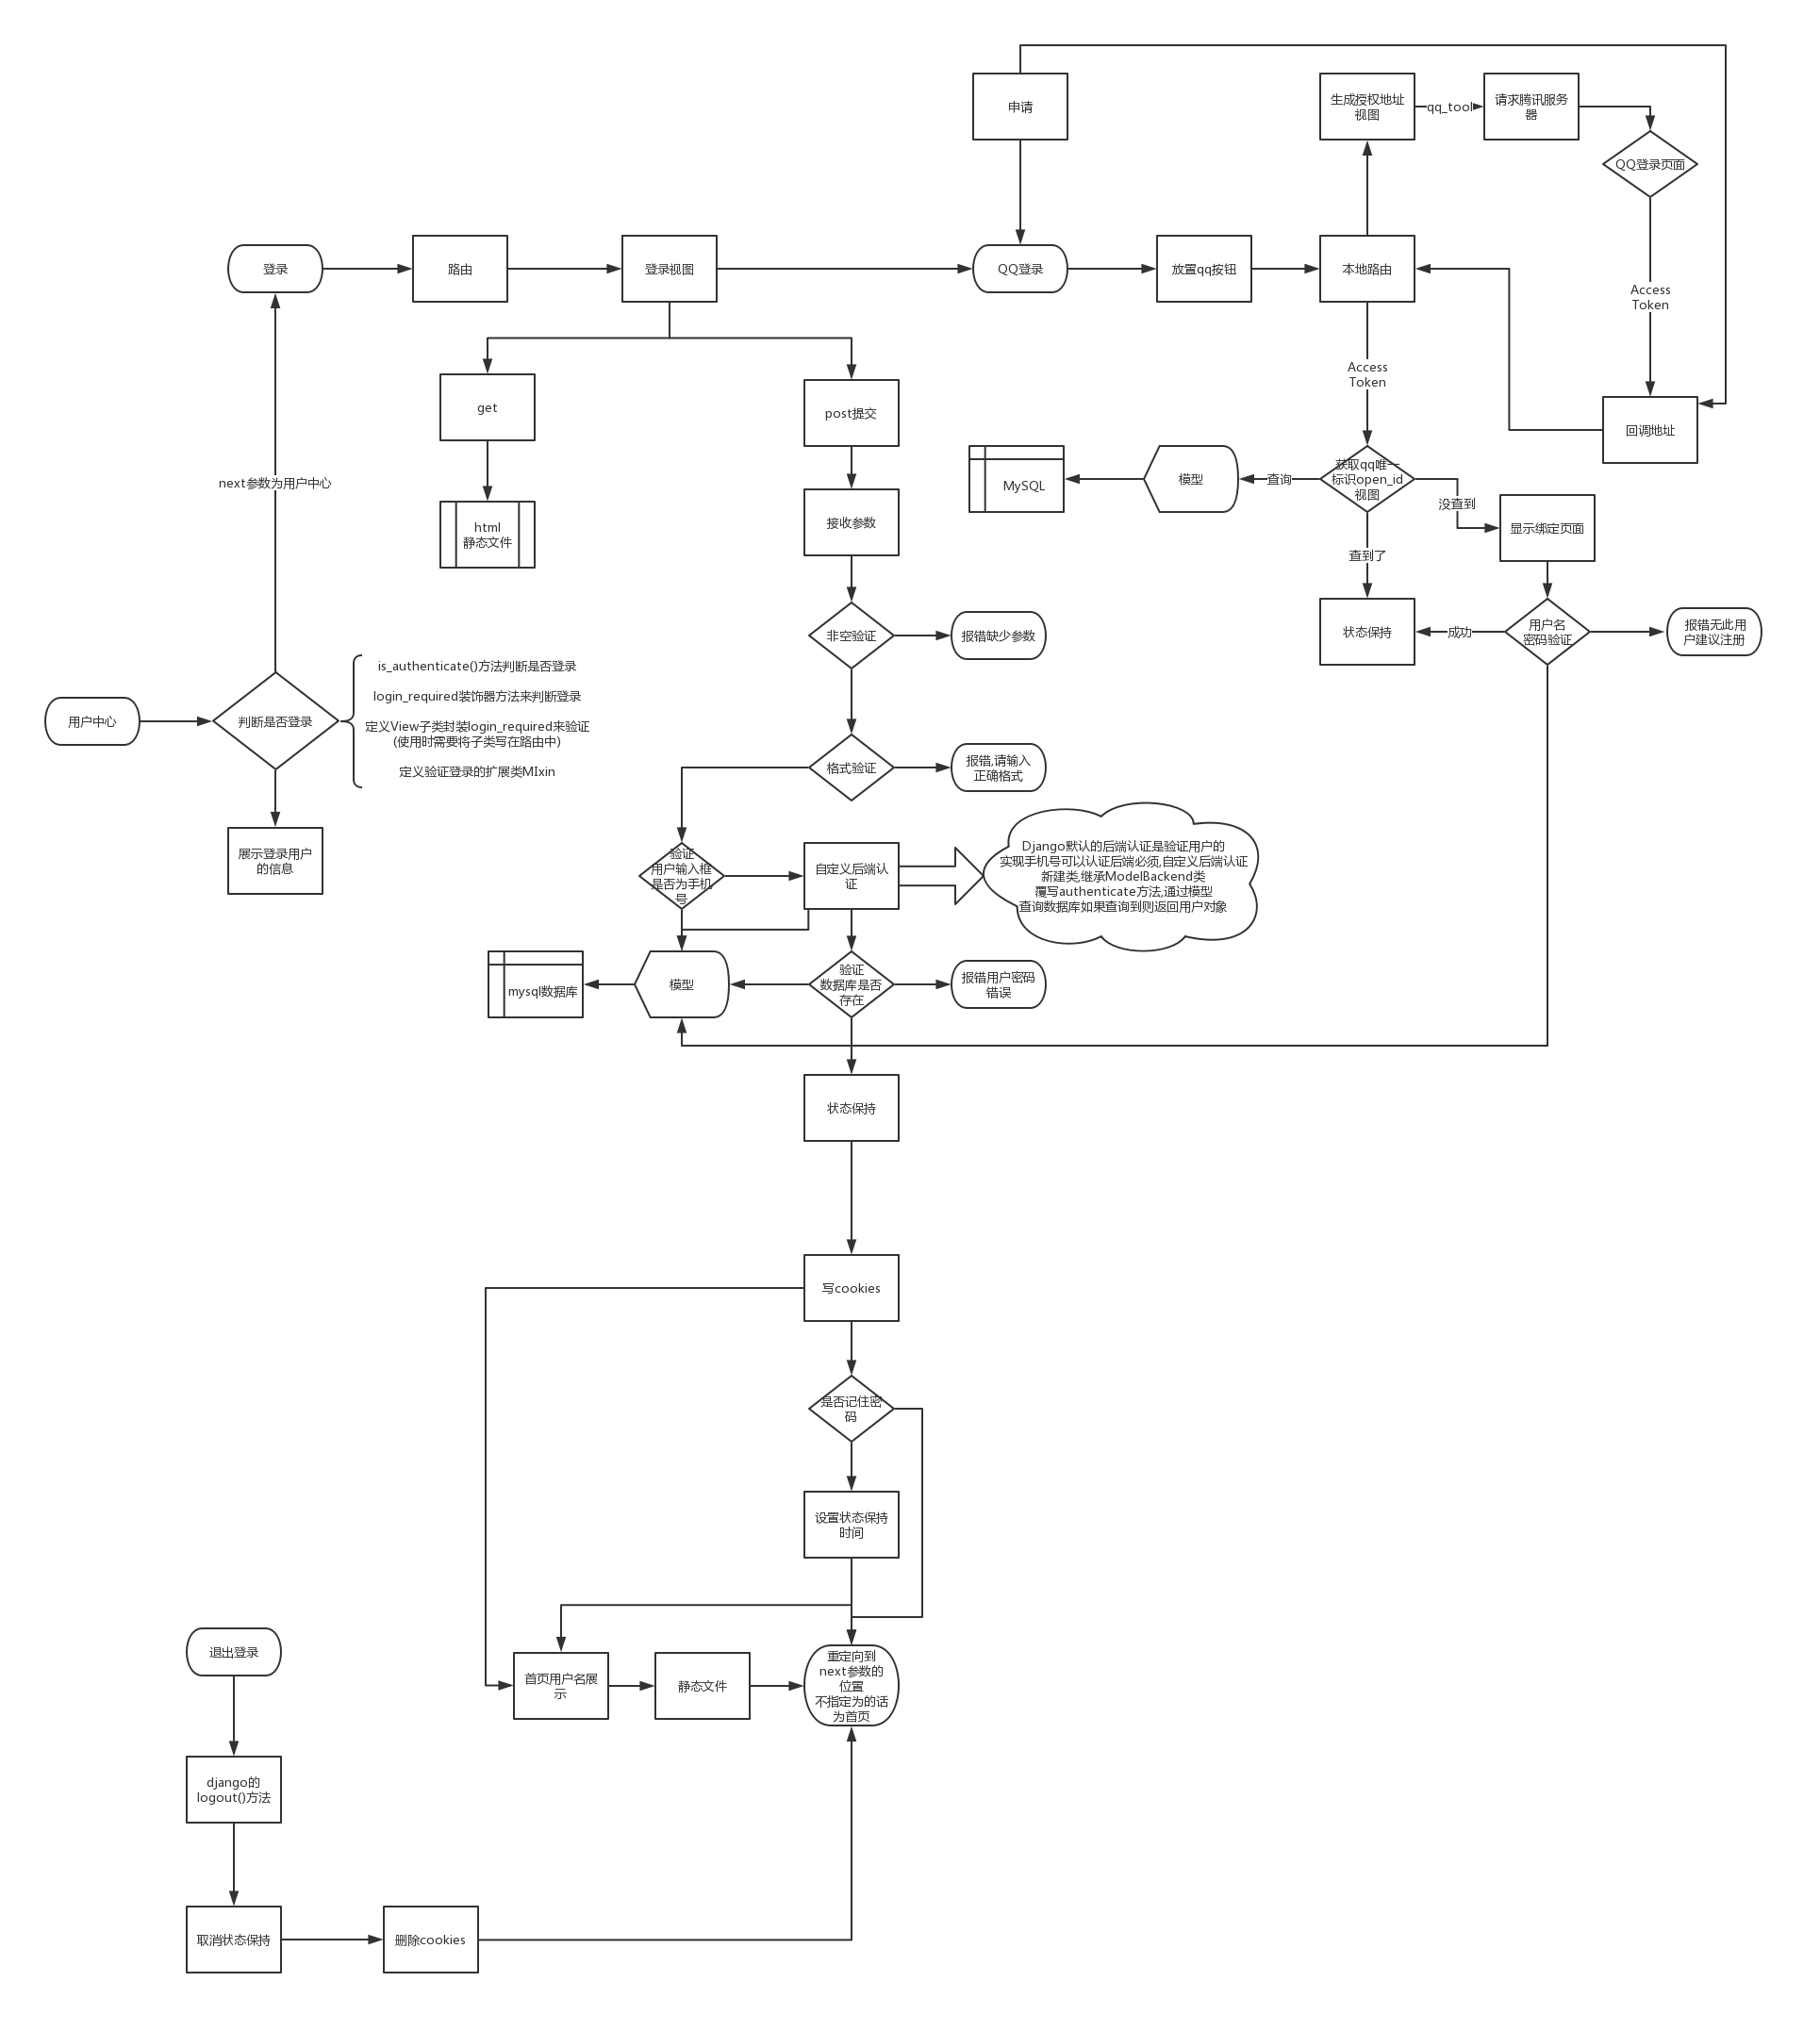 申请
生成授权地址
视图
qq_tool
请求腾讯服务
器
QQ登录页面
登录
路由
登录视图
QQ登录
放置qq按钮
本地路由
Access
Token
Access
Token
get
post提交
回调地址
next参数为用户中心
html
静态文件
接收参数
MySQL
模型
查询
获取qq唯一
标识open_id
视图
没查到
显示绑定页面
查到了
非空验证
报错缺少参数
状态保持
成功
用户名
密码验证
报错无此用
户建议注册
用户中心
判断是否登录
is_authenticate()方法判断是否登录
login_required装饰器方法来判断登录
定义View子类封装login_required来验证
(使用时需要将子类写在路由中)
定义验证登录的扩展类MIxin
格式验证
报错,请输入
正确格式
展示登录用户
的信息
验证
用户输入框
是否为手机
号
自定义后端认
证
Django默认的后端认证是验证用户的
实现手机号可以认证后端必须,自定义后端认证
新建类,继承ModelBackend类
覆写authenticate方法,通过模型
查询数据库如果查询到则返回用户对象
mysql数据库
模型
验证
数据库是否
存在
报错用户密码
错误
状态保持
写cookies
是否记住密
码
设置状态保持
时间
退出登录
首页用户名展
示
静态文件
重定向到
next参数的
位置
不指定为的话
为首页
django的
logout()方法
取消状态保持
删除cookies